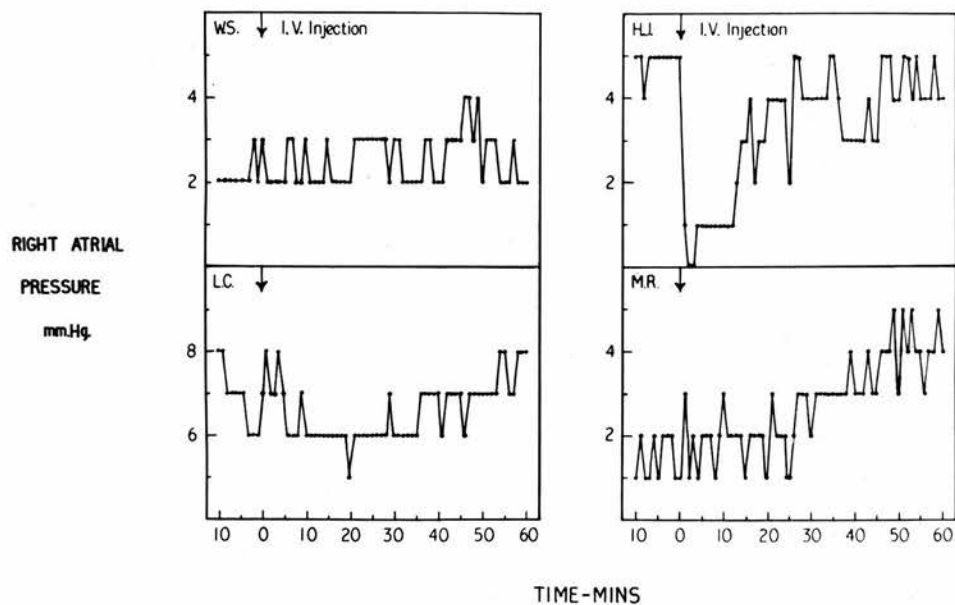 W.S. I.V. Injection
H.J. I.V. Injection
4
2
4
2
RIGHT ATRIAL
PRESSURE
mm.Hg.
L.C.
M.R.
8
6
4
2
10 0 10 20 30 40 50 60
10 0 10 20 30 40 50 60
TIME-MINS